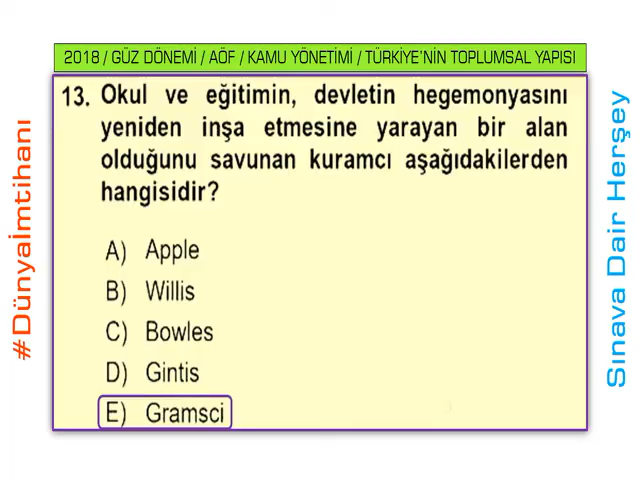 2018 / GÜZ DÖNEMİ / AÖF / KAMU YÖNETİMİ / TÜRKİYE'NİN TOPLUMSAL YAPISI
13. Okul ve eğitimin, devletin hegemonyasını
yeniden inşa etmesine yarayan bir alan
olduğunu savunan kuramcı aşağıdakilerden
hangisidir?
A) Apple
B) Willis
C) Bowles
D) Gintis
E) Gramsci
#Dünyaİmtihanı
Sınava Dair Herşey